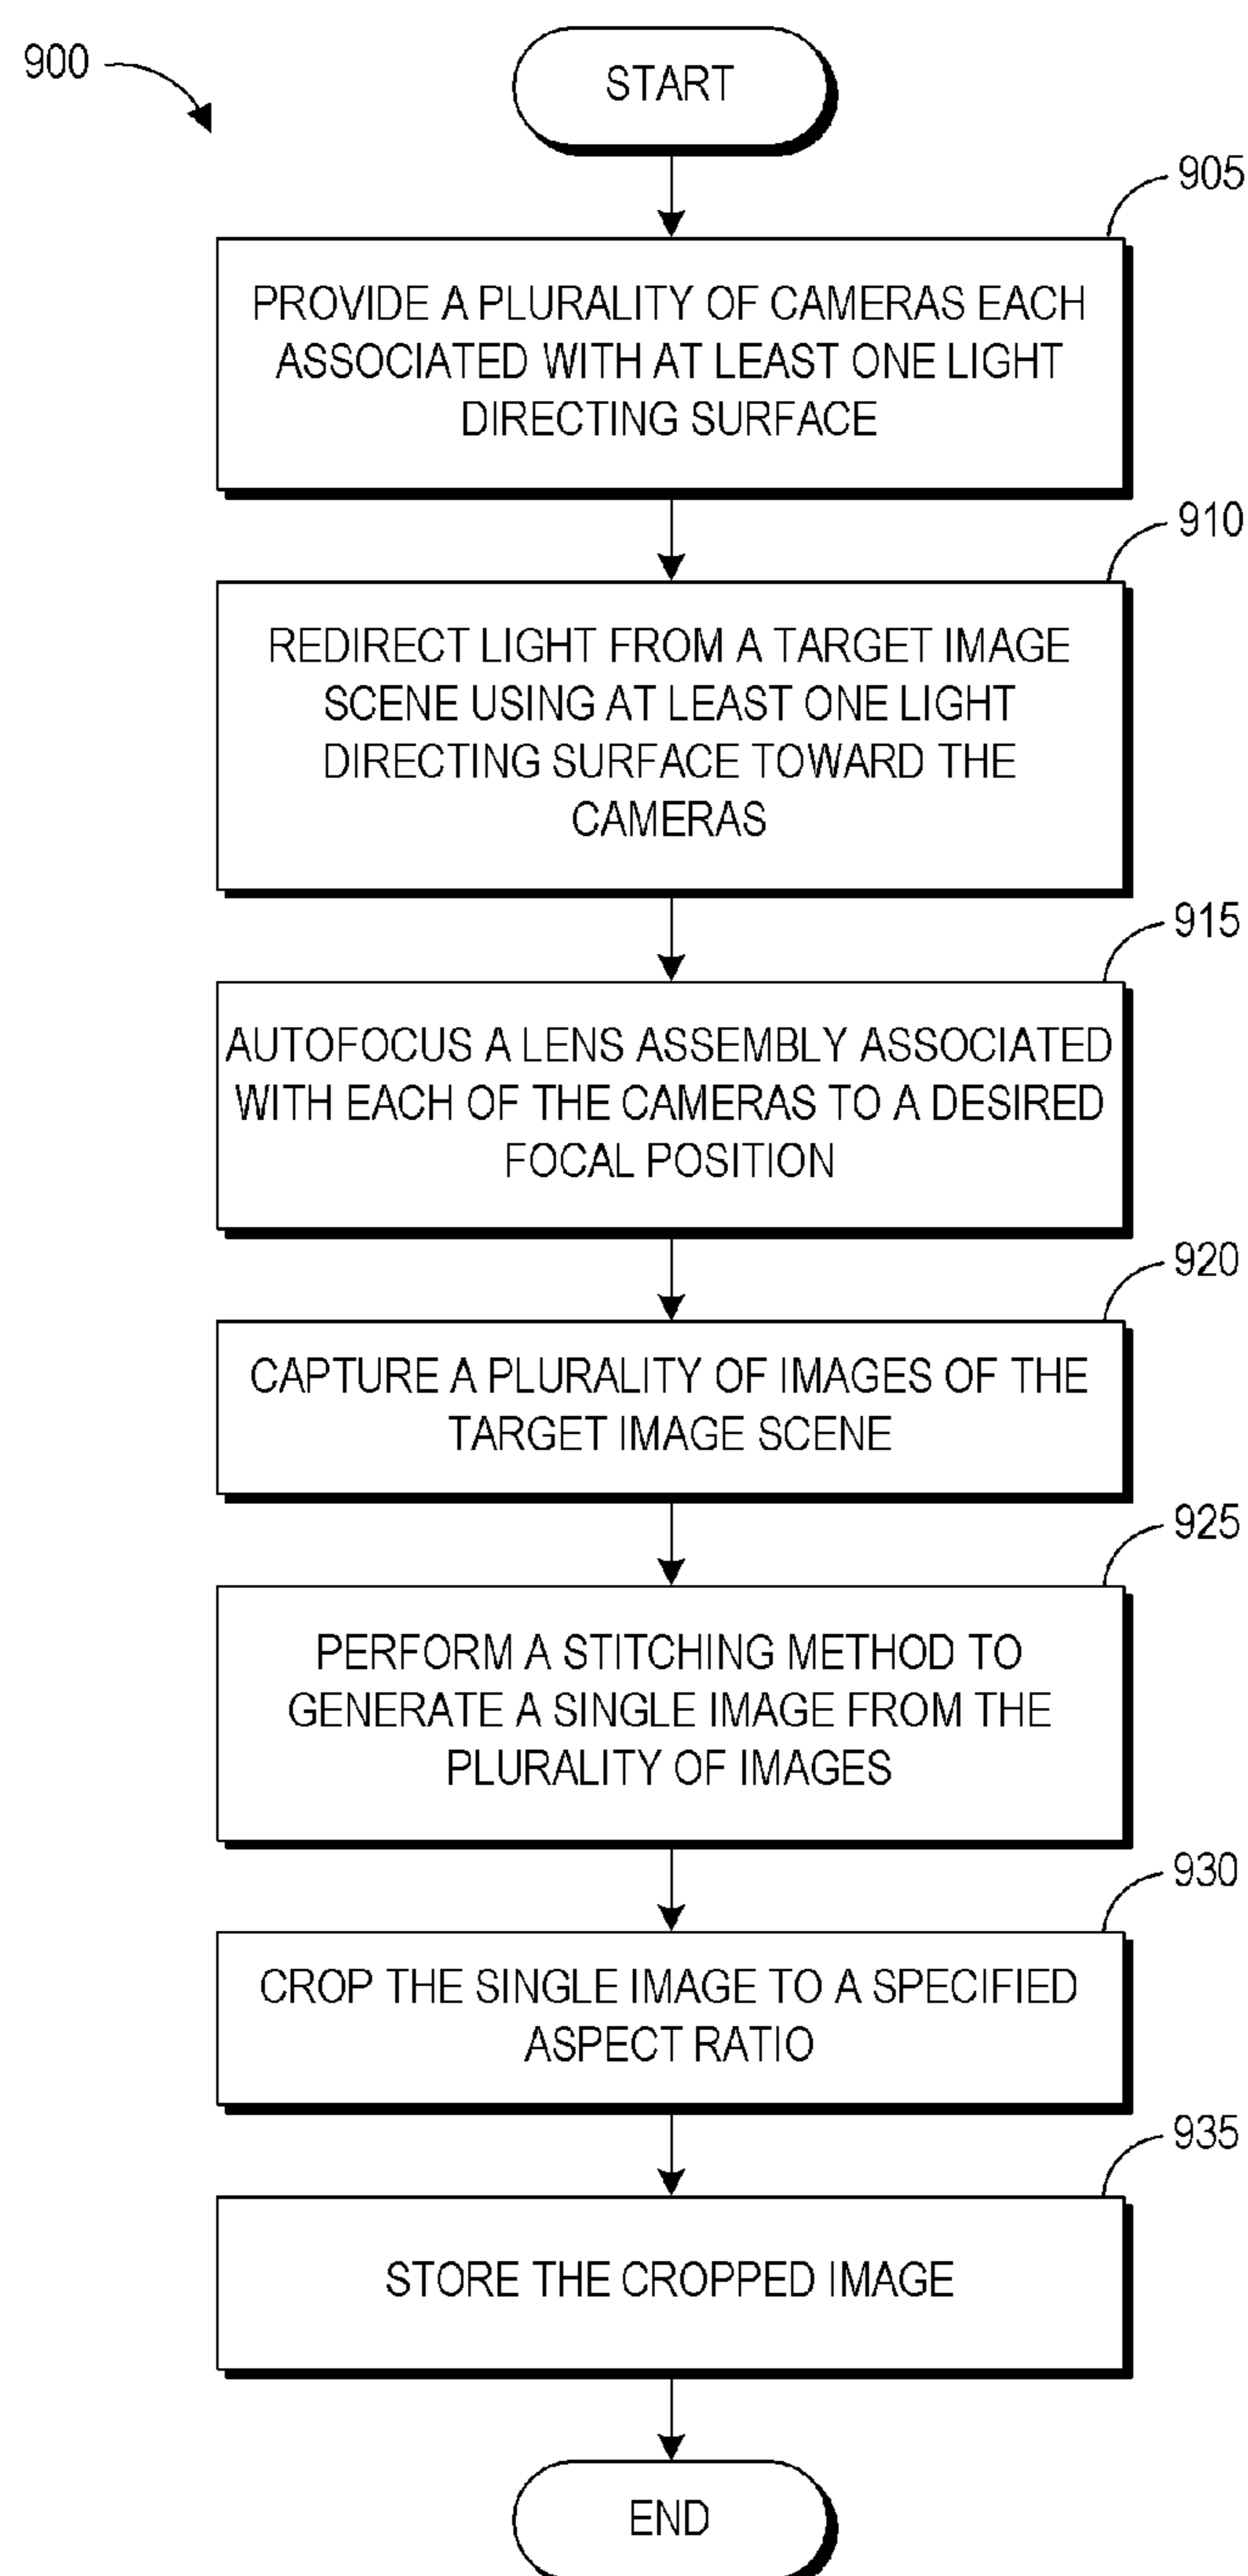 900
START
905
PROVIDE A PLURALITY OF CAMERAS EACH
ASSOCIATED WITH AT LEAST ONE LIGHT
DIRECTING SURFACE
910
REDIRECT LIGHT FROM A TARGET IMAGE
SCENE USING AT LEAST ONE LIGHT
DIRECTING SURFACE TOWARD THE
CAMERAS
915
AUTOFOCUS A LENS ASSEMBLY ASSOCIATED
WITH EACH OF THE CAMERAS TO A DESIRED
FOCAL POSITION
920
CAPTURE A PLURALITY OF IMAGES OF THE
TARGET IMAGE SCENE
925
PERFORM A STITCHING METHOD TO
GENERATE A SINGLE IMAGE FROM THE
PLURALITY OF IMAGES
930
CROP THE SINGLE IMAGE TO A SPECIFIED
ASPECT RATIO
935
STORE THE CROPPED IMAGE
END